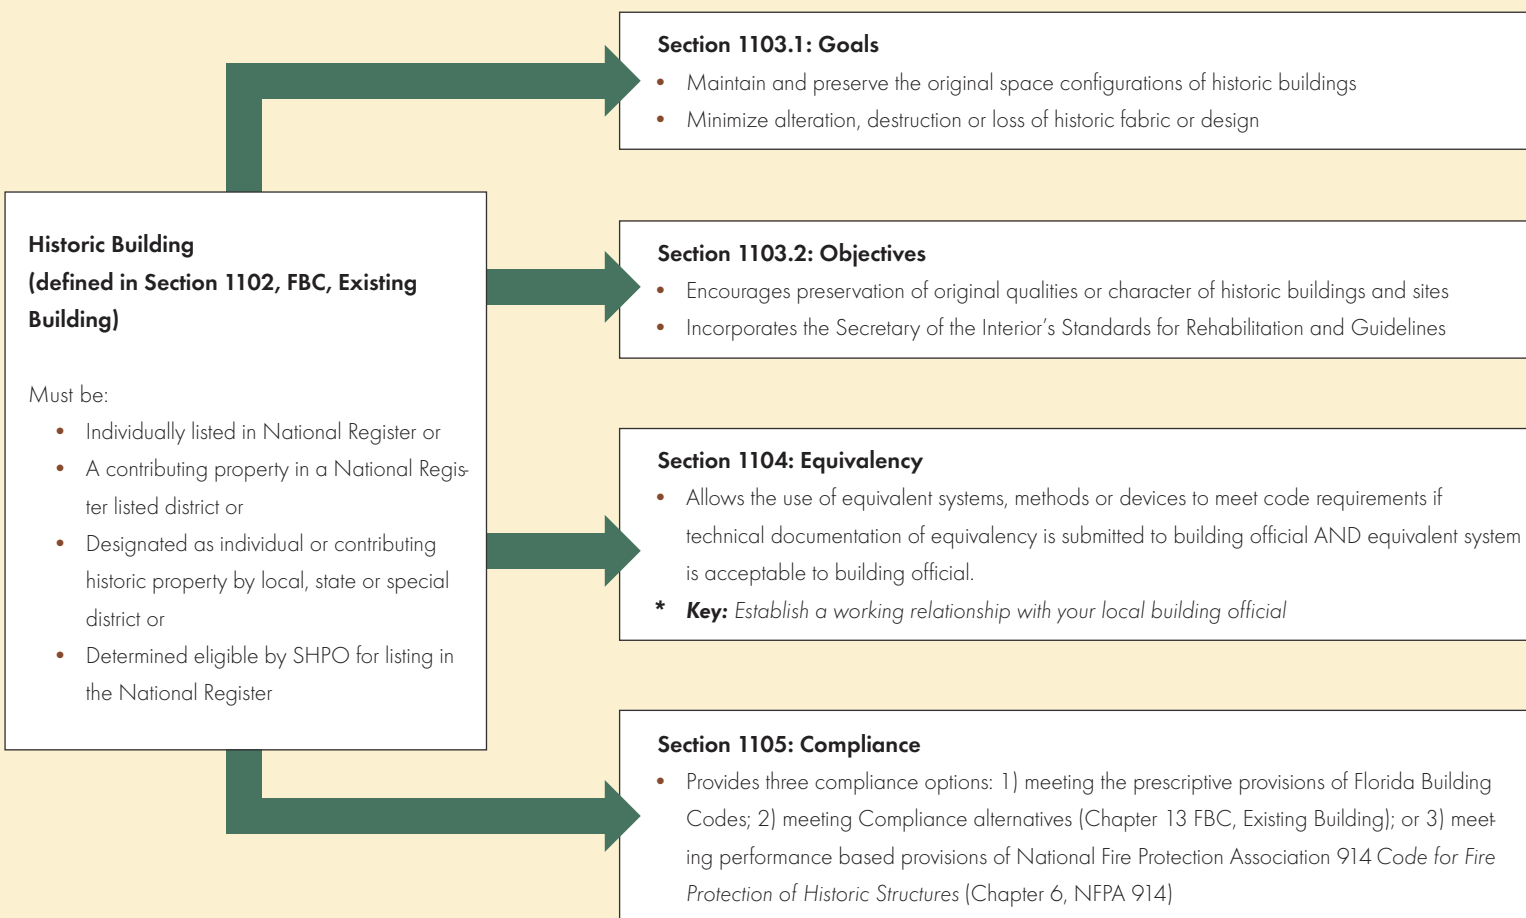 Historic Building
(defined in Section 1102, FBC, Existing
Building)
Must be:
• Individually listed in National Register or
• A contributing property in a National Regis-
ter listed district or
• Designated as individual or contributing
historic property by local, state or special
district or
• Determined eligible by SHPO for listing in
the National Register
Section 1103.1: Goals
• Maintain and preserve the original space configurations of historic buildings
• Minimize alteration, destruction or loss of historic fabric or design
Section 1103.2: Objectives
• Encourages preservation of original qualities or character of historic buildings and sites
• Incorporates the Secretary of the Interior's Standards for Rehabilitation and Guidelines
Section 1104: Equivalency
• Allows the use of equivalent systems, methods or devices to meet code requirements if
technical documentation of equivalency is submitted to building official AND equivalent system
is acceptable to building official.
* Key: Establish a working relationship with your local building official
Section 1105: Compliance
• Provides three compliance options: 1) meeting the prescriptive provisions of Florida Building
Codes; 2) meeting Compliance alternatives (Chapter 13 FBC, Existing Building); or 3) meet-
ing performance based provisions of National Fire Protection Association 914 Code for Fire
Protection of Historic Structures (Chapter 6, NFPA 914)